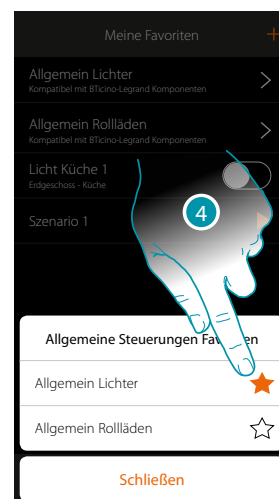 Meine Favoriten +
Allgemein Lichter
Kompatibel mit BTicino-Legrand Komponenten
Allgemein Rollläden
Kompatibel mit BTicino-Legrand Komponenten
Licht Küche 1
Erdgeschoss - Küche
Szenario 1
4
Allgemeine Steuerungen
Allgemein Lichter
Allgemein Rollläden
Schließen